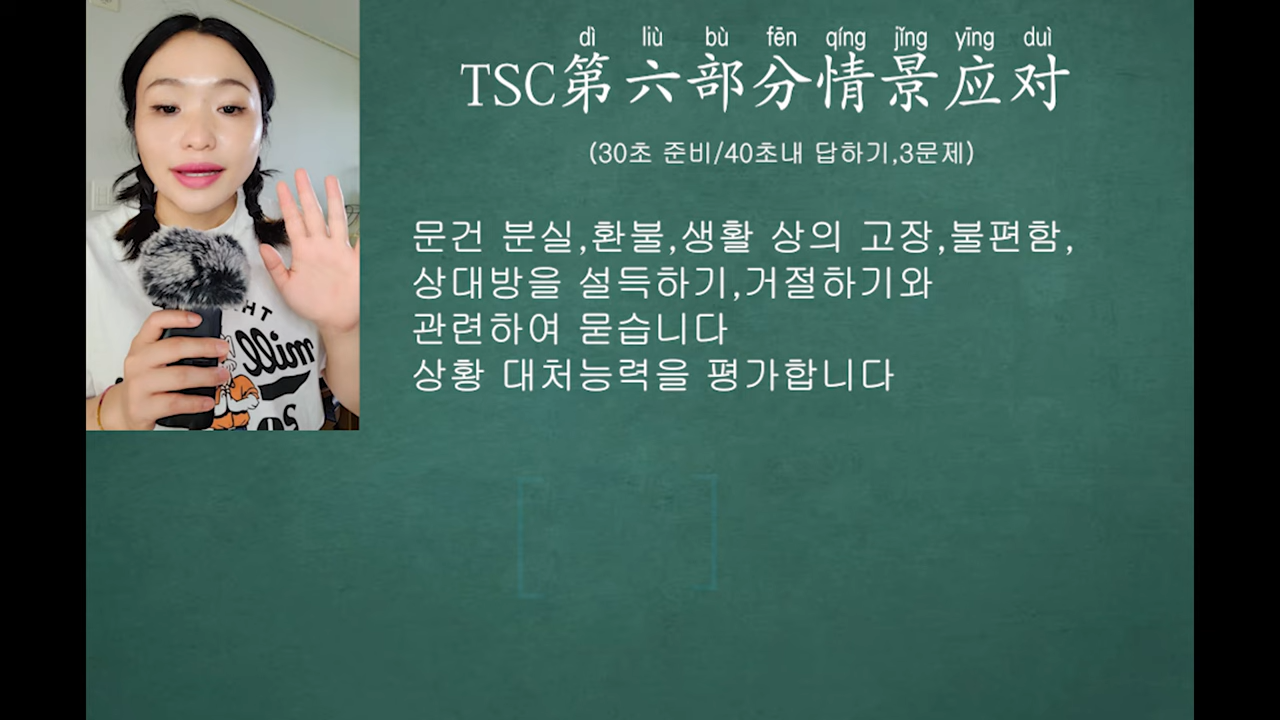 dì liù bù fēn qíng jǐng yīng duì
TSC第六部分情景应对
(30초 준비/40초내 답하기,3문제)
문건 분실,환불,생활 상의 고장,불편함,
상대방을 설득하기,거절하기와
관련하여 묻습니다
상황 대처능력을 평가합니다